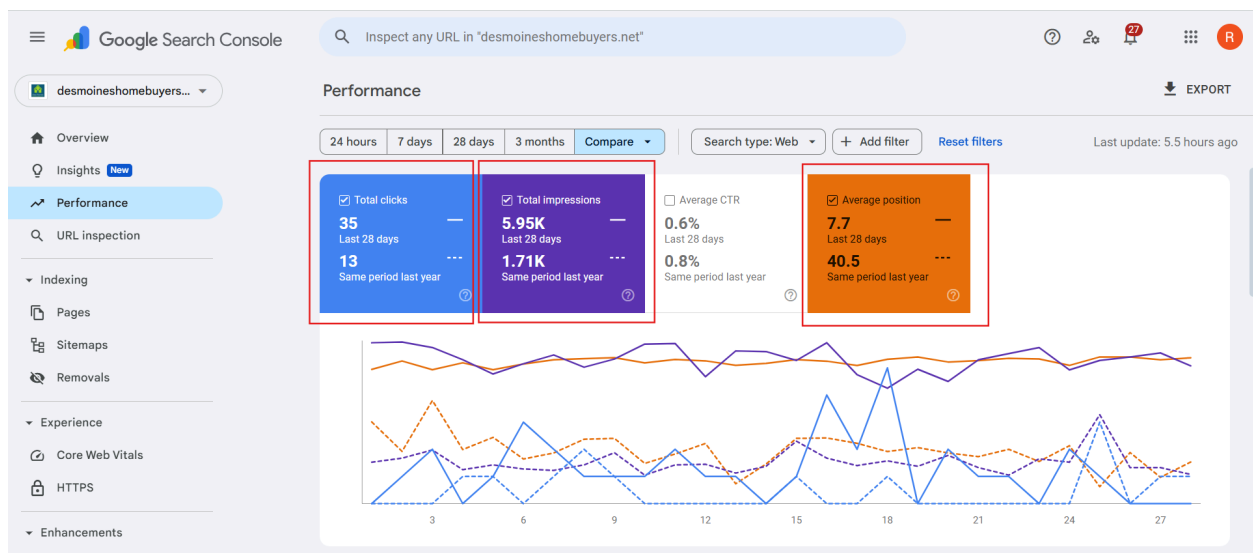 Google Search Console
Inspect any URL in "desmoineshomebuyers.net"
27
R
desmoineshomebuyers...
Performance
EXPORT
Overview
Insights New
Performance
URL inspection
Indexing
Pages
Sitemaps
Removals
Experience
Core Web Vitals
HTTPS
Enhancements
24 hours
7 days
28 days
3 months
Compare
Search type: Web
+ Add filter
Reset filters
Last update: 5.5 hours ago
Total clicks
35
Last 28 days
13
Same period last year
Total impressions
5.95K
Last 28 days
1.71K
Same period last year
Average CTR
0.6%
Last 28 days
0.8%
Same period last year
Average position
7.7
Last 28 days
40.5
Same period last year
3 6 9 12 15 18 21 24 27